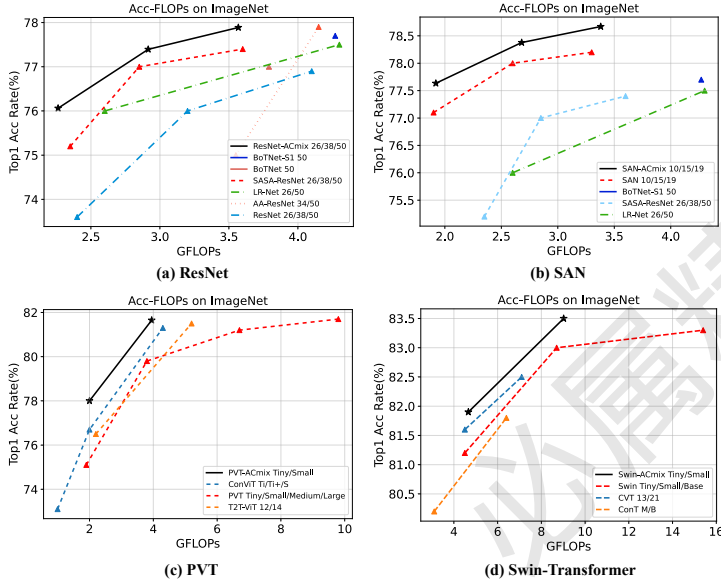 Acc-FLOPs on ImageNet
78
77
76
75
74
Top1 Acc Rate(%)
2.5
3.0
3.5
4.0
GFLOPs
ResNet-ACmix 26/38/50
BoTNet-S1 50
BoTNet 50
SASA-ResNet 26/38/50
LR-Net 26/50
AA-ResNet 34/50
ResNet 26/38/50
(a) ResNet
Acc-FLOPs on ImageNet
78.5
78.0
77.5
77.0
76.5
76.0
75.5
Top1 Acc Rate(%)
2.0
2.5
3.0
3.5
4.0
GFLOPs
SAN-ACmix 10/15/19
SAN 10/15/19
BoTNet-S1 50
SASA-ResNet 26/38/50
LR-Net 26/50
(b) SAN
Acc-FLOPs on ImageNet
82
80
78
76
74
Top1 Acc Rate(%)
2
4
6
8
10
GFLOPs
PVT-ACmix Tiny/Small
ConViT Ti/Ti+/S
PVT Tiny/Small/Medium/Large
T2T-ViT 12/14
(c) PVT
Acc-FLOPs on ImageNet
83.5
83.0
82.5
82.0
81.5
81.0
80.5
Top1 Acc Rate(%)
4
6
8
10
12
14
16
GFLOPs
Swin-ACmix Tiny/Small
Swin Tiny/Small/Base
CVT 13/21
ConT M/B
(d) Swin-Transformer
必属精